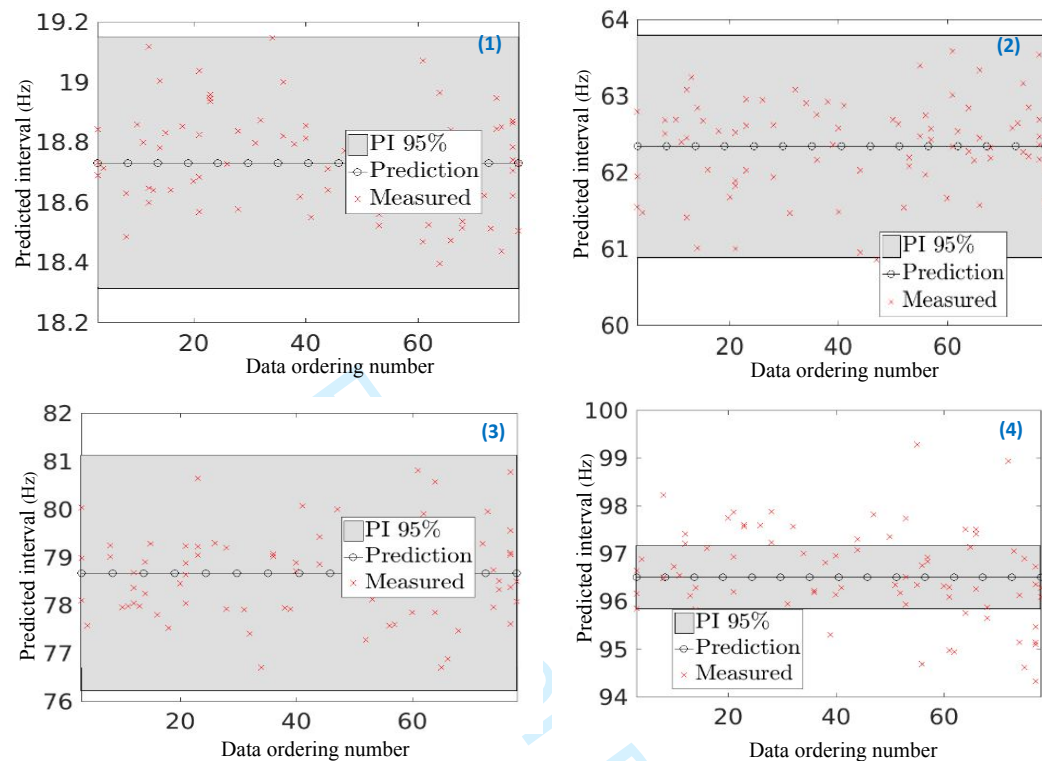 19.2
19
18.8
18.6
18.4
18.2
Predicted interval (Hz)
(1)
PI 95%
Prediction
Measured
20
40
60
Data ordering number
64
63
62
61
60
Predicted interval (Hz)
(2)
PI 95%
Prediction
Measured
20
40
60
Data ordering number
82
81
80
79
78
77
76
Predicted interval (Hz)
(3)
PI 95%
Prediction
Measured
20
40
60
Data ordering number
100
99
98
97
96
95
94
Predicted interval (Hz)
(4)
PI 95%
Prediction
Measured
20
40
60
Data ordering number